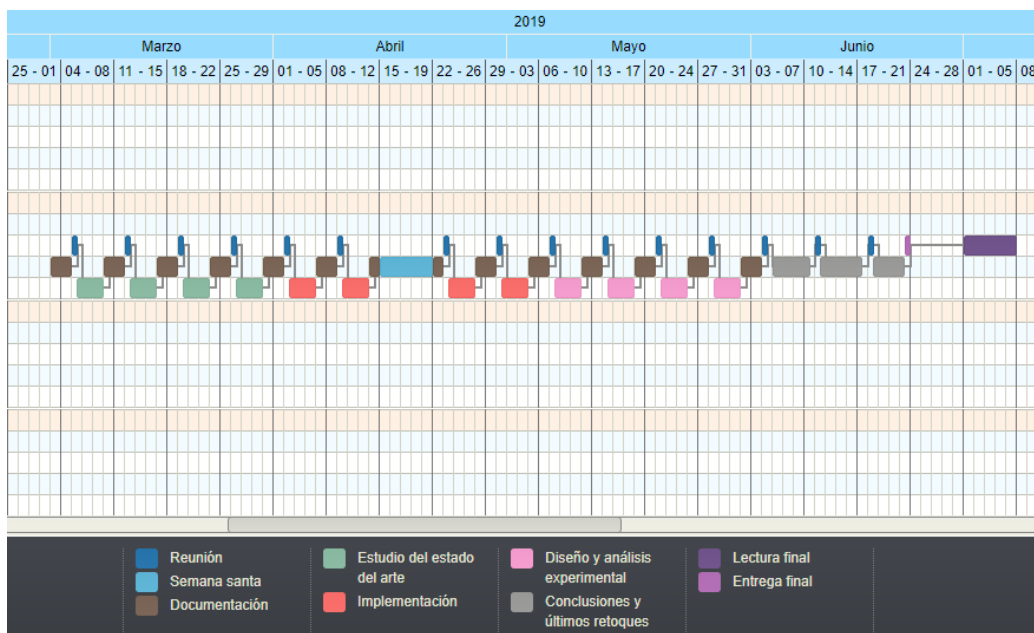 2019
Marzo Abril Mayo Junio
25 - 01 04 - 08 11 - 15 18 - 22 25 - 29 01 - 05 08 - 12 15 - 19 22 - 26 29 - 03 06 - 10 13 - 17 20 - 24 27 - 31 03 - 07 10 - 14 17 - 21 24 - 28 01 - 05 08
Reunión
Semana santa
Documentación
Estudio del estado
del arte
Implementación
Diseño y análisis
experimental
Conclusiones y
últimos retoques
Lectura final
Entrega final